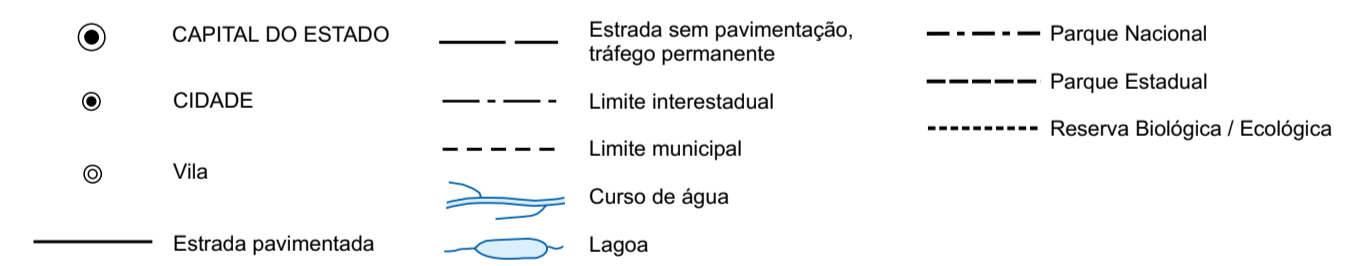 CAPITAL DO ESTADO
CIDADE
Vila
Estrada pavimentada
Estrada sem pavimentação,
tráfego permanente
Limite interestadual
Limite municipal
Curso de água
Lagoa
Parque Nacional
Parque Estadual
Reserva Biológica / Ecológica